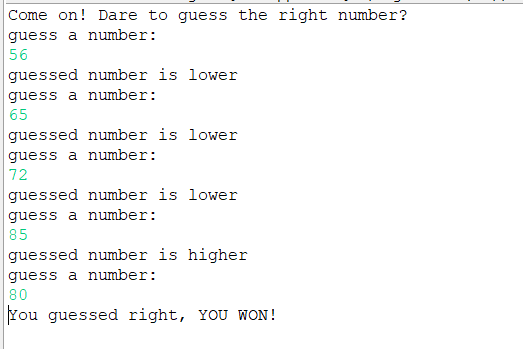 Come on! Dare to guess the right number?
guess a number:
56
guessed number is lower
guess a number:
65
guessed number is lower
guess a number:
72
guessed number is lower
guess a number:
85
guessed number is higher
guess a number:
80
You guessed right, YOU WON!